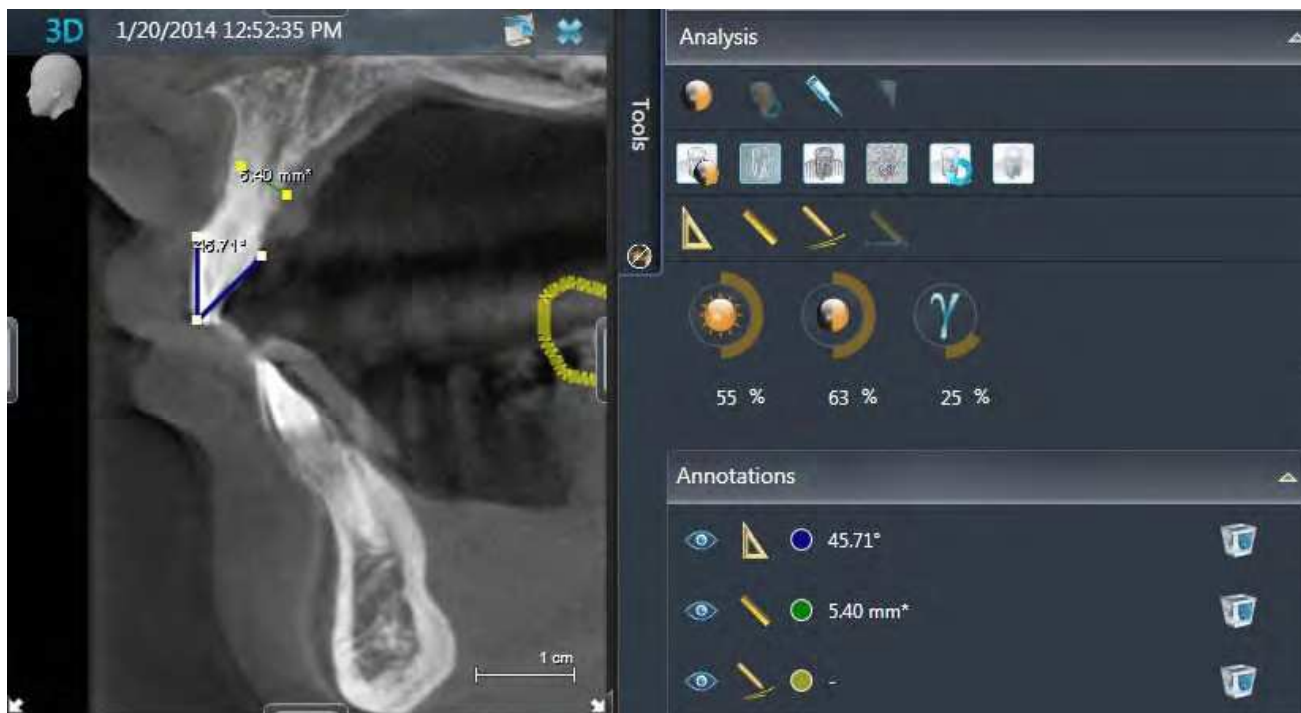 3D 1/20/2014 12:52:35 PM
5.40 mm*
45.71°
1 cm
Tools
Analysis
γ
55 % 63 % 25 %
Annotations
45.71°
5.40 mm*
-